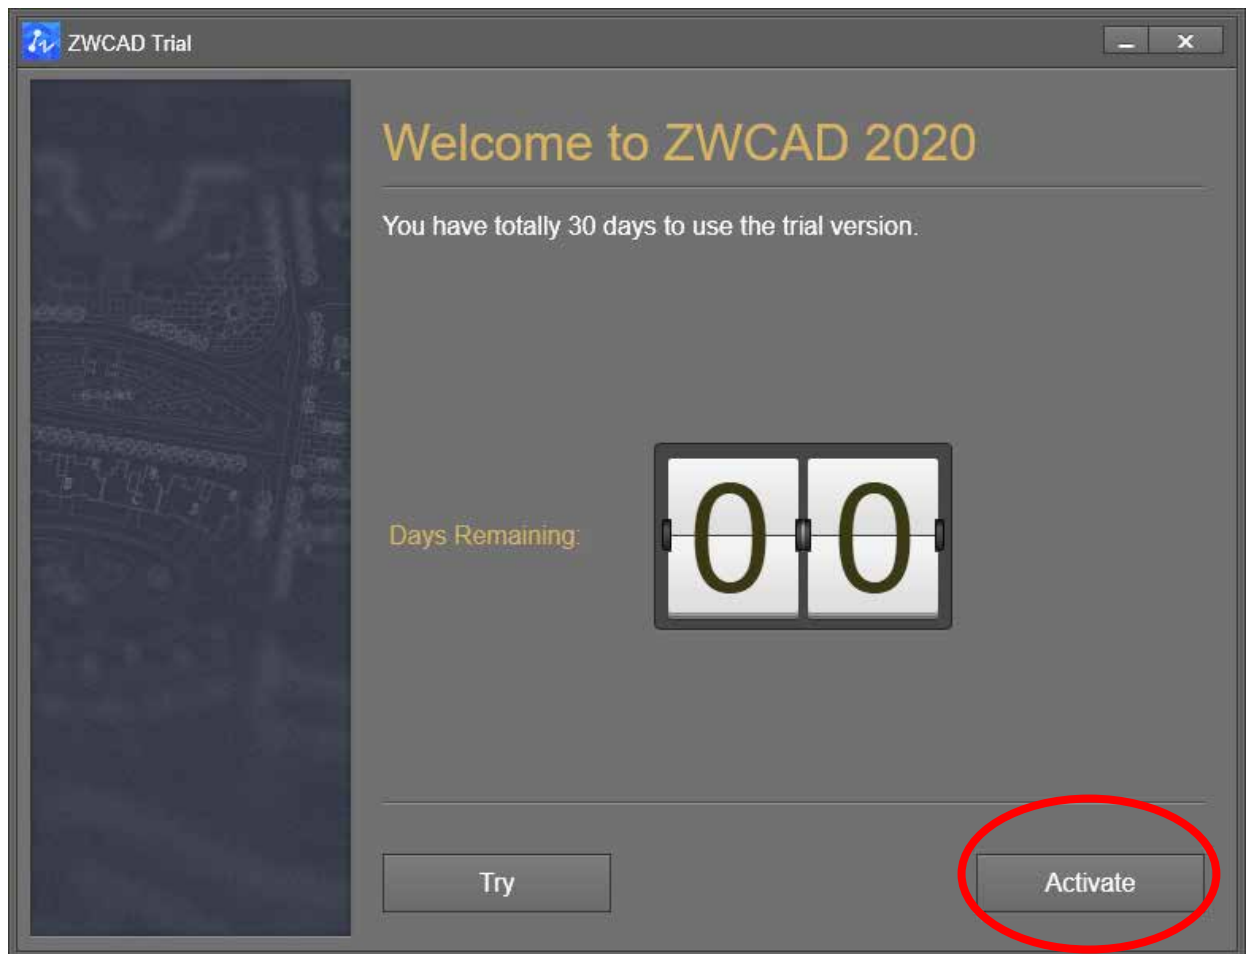 ZWCAD Trial
Welcome to ZWCAD 2020
You have totally 30 days to use the trial version.
Days Remaining:
00
Try
Activate